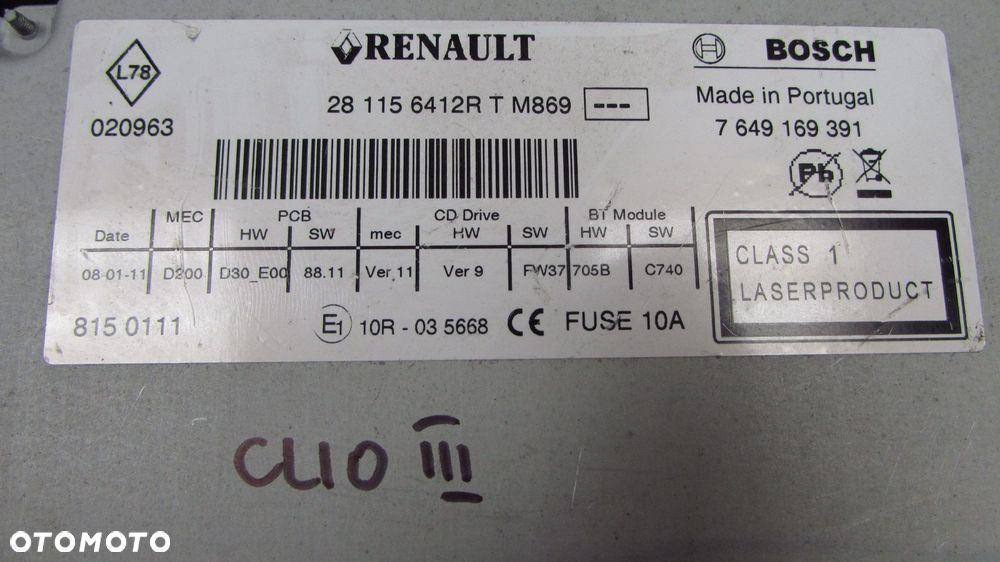 L78
020963
RENAULT
28 115 6412R T M869 ---
BOSCH
Made in Portugal
7 649 169 391
Pb
MEC PCB CD Drive BT Module
Date HW SW mec HW SW HW SW
08-01-11 D200 D30_E00 88.11 Ver 11 Ver 9 FW37 705B C740
CLASS 1
LASERPRODUCT
815 0111
E1 10R - 03 5668 CE FUSE 10A
CLIO III
OTOMOTO